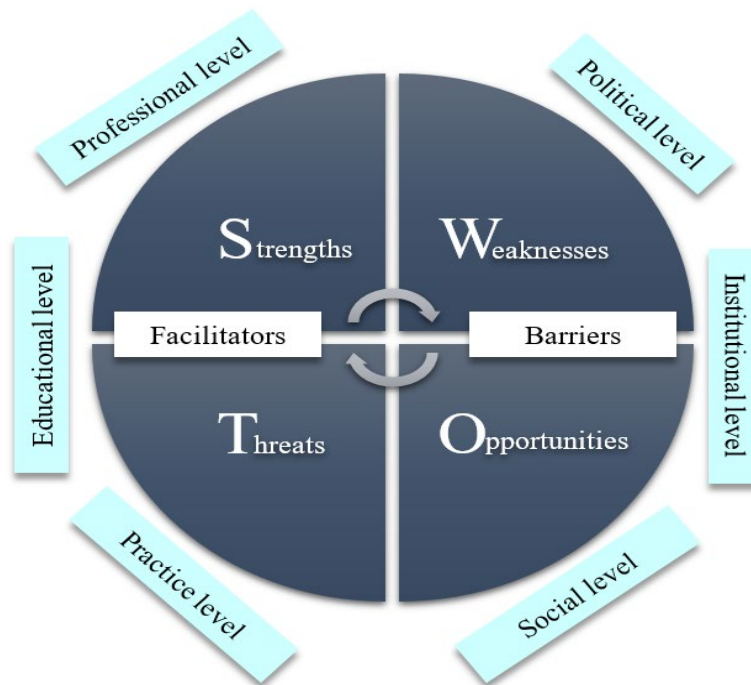 Professional level
Political level
Strengths
Weaknesses
Educational level
Facilitators
Barriers
Institutional level
Threats
Opportunities
Practice level
Social level